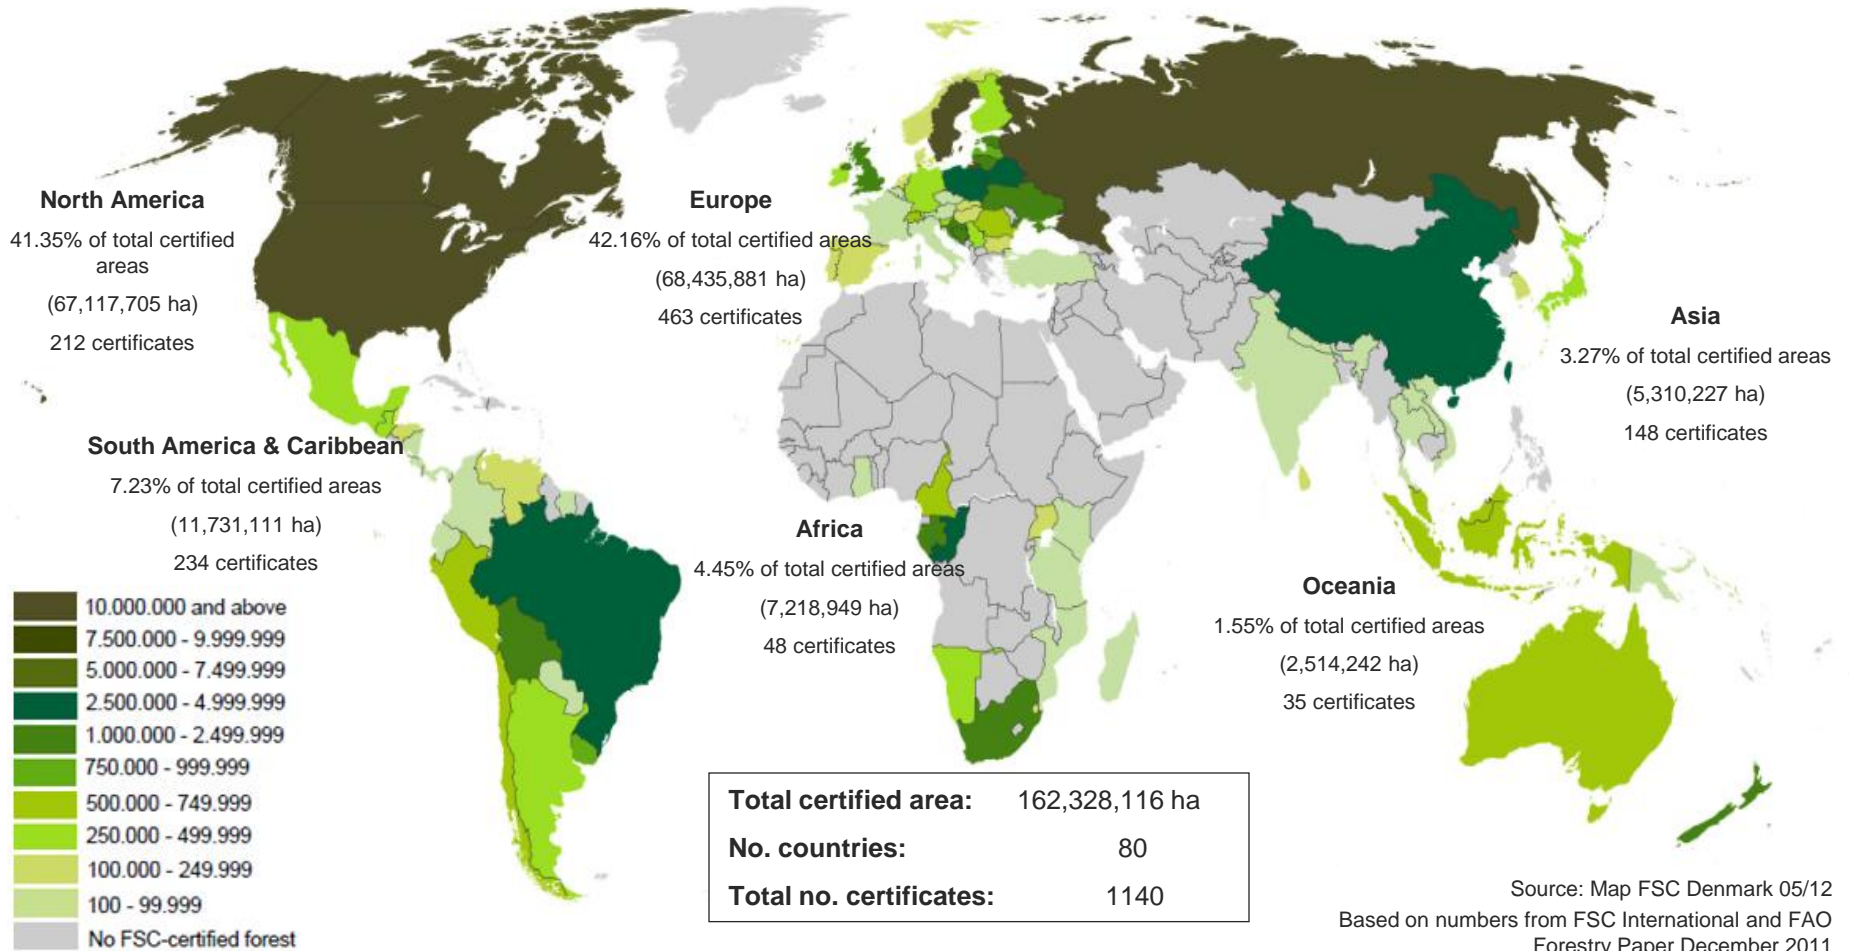 North America
41.35% of total certified
areas
(67,117,705 ha)
212 certificates
Europe
42.16% of total certified areas
(68,435,881 ha)
463 certificates
Asia
3.27% of total certified areas
(5,310,227 ha)
148 certificates
South America & Caribbean
7.23% of total certified areas
(11,731,111 ha)
234 certificates
Africa
4.45% of total certified areas
(7,218,949 ha)
48 certificates
Oceania
1.55% of total certified areas
(2,514,242 ha)
35 certificates
10.000.000 and above
7.500.000 - 9.999.999
5.000.000 - 7.499.999
2.500.000 - 4.999.999
1.000.000 - 2.499.999
750.000 - 999.999
500.000 - 749.999
250.000 - 499.999
100.000 - 249.999
100 - 99.999
No FSC-certified forest
Total certified area: 162,328,116 ha
No. countries: 80
Total no. certificates: 1140
Source: Map FSC Denmark 05/12
Based on numbers from FSC International and FAO
Forestry Paper December 2011